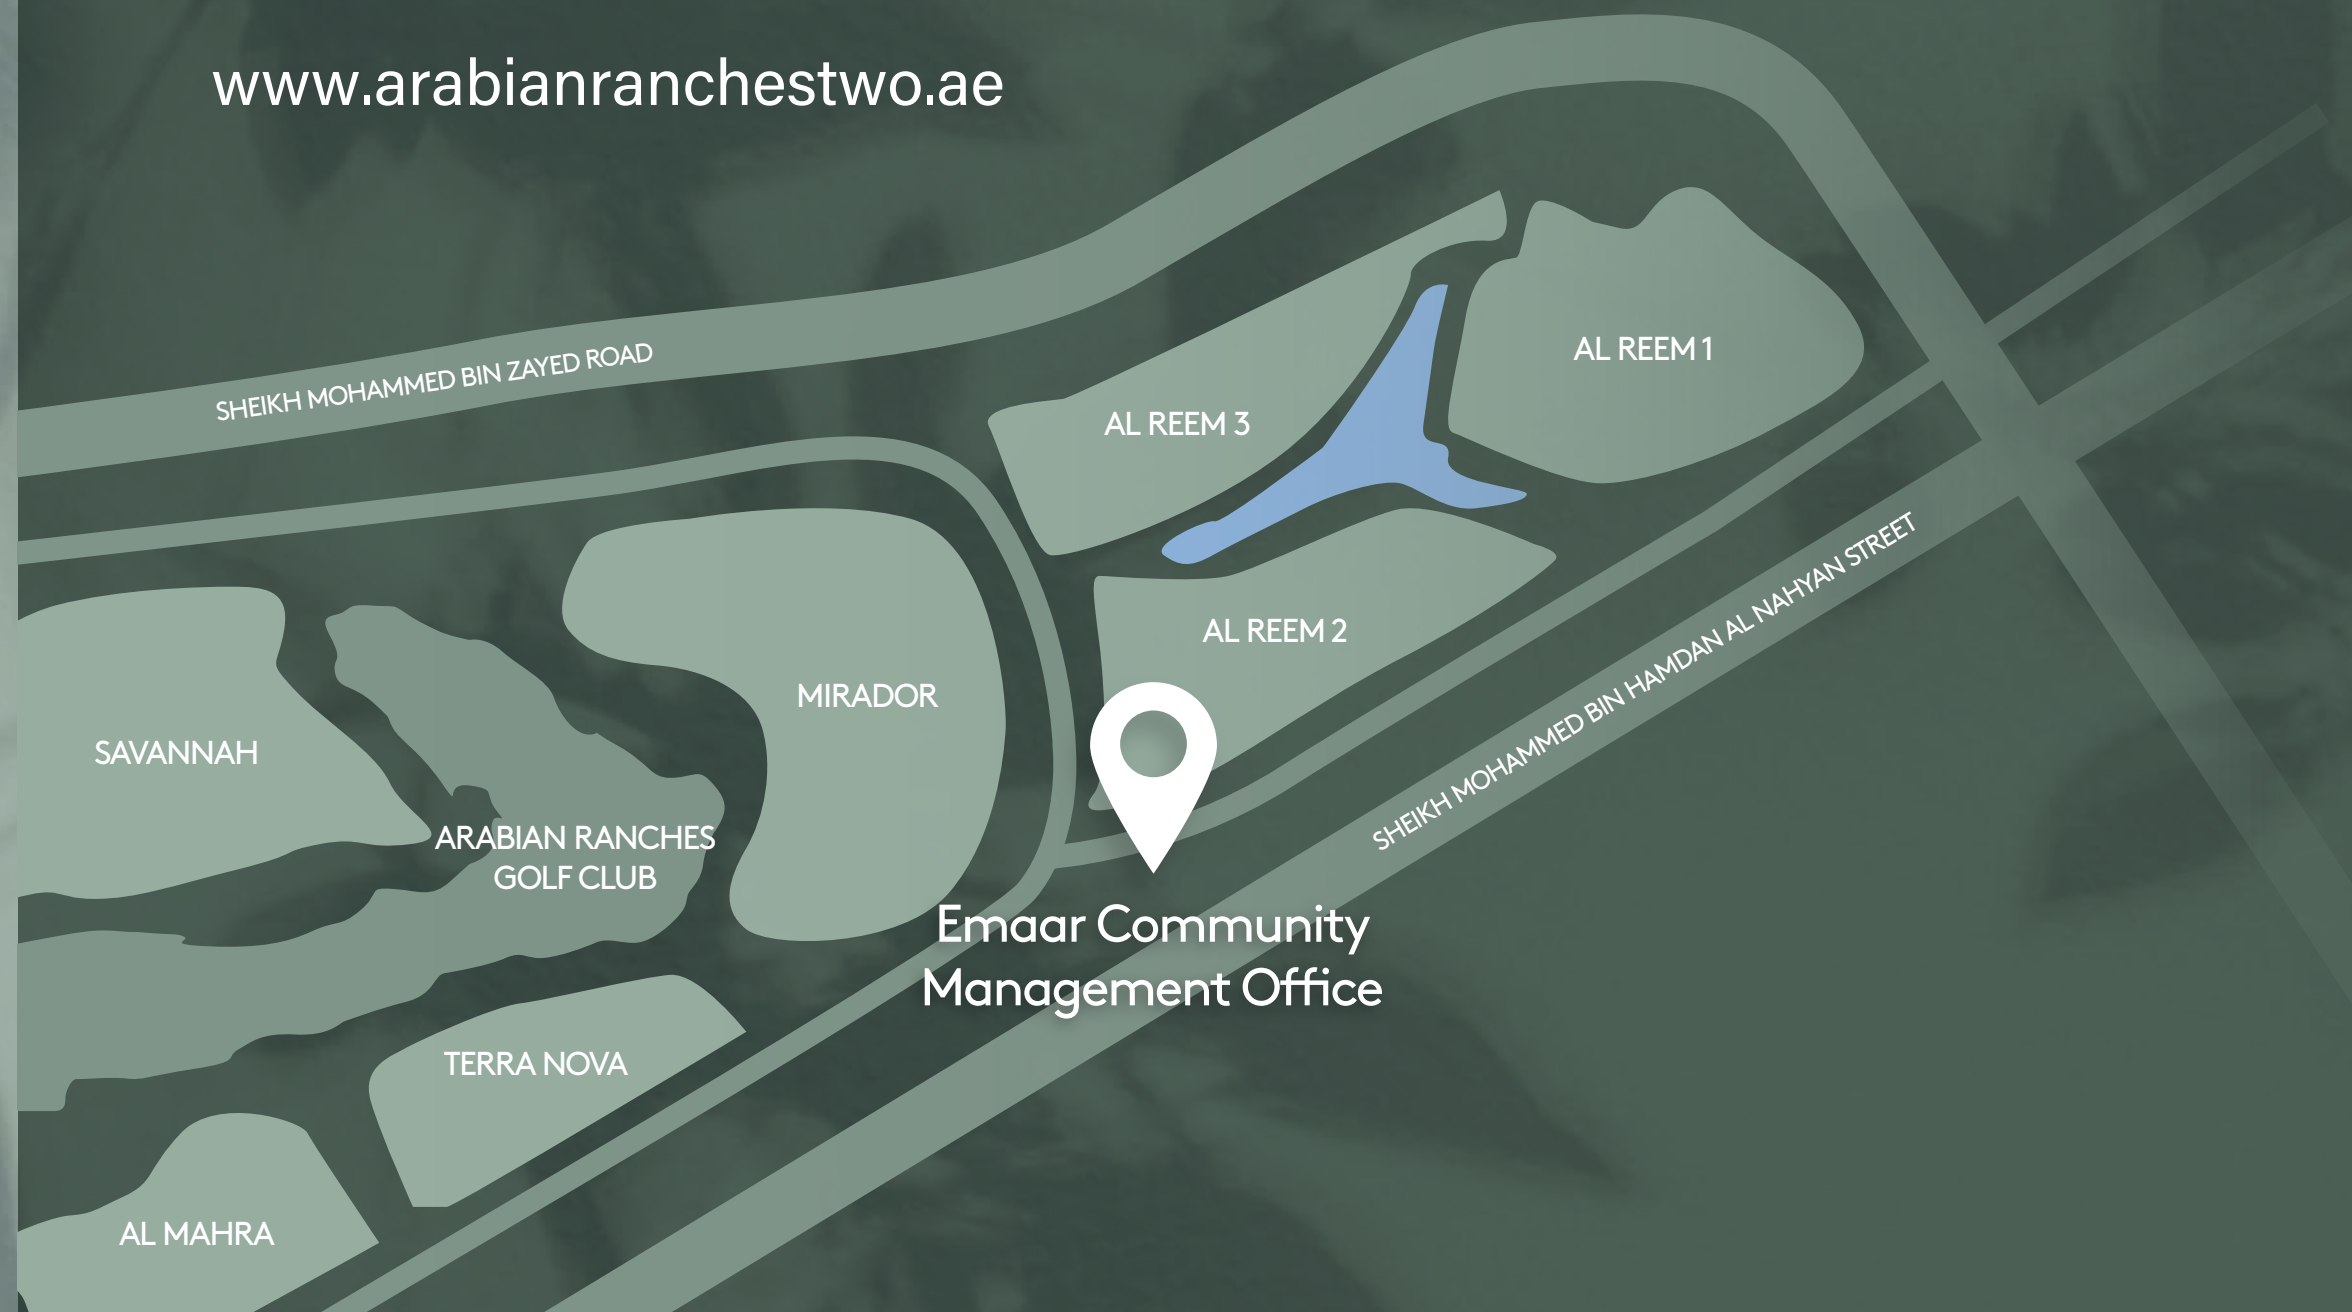 www.arabianranchestwo.ae
SHEIKH MOHAMMED BIN ZAYED ROAD
AL REEM 1
AL REEM 3
AL REEM 2
MIRADOR
SAVANNAH
SHEIKH MOHAMMED BIN HAMDAN AL NAHYAN STREET
ARABIAN RANCHES
GOLF CLUB
Emaar Community
Management Office
TERRA NOVA
AL MAHRA